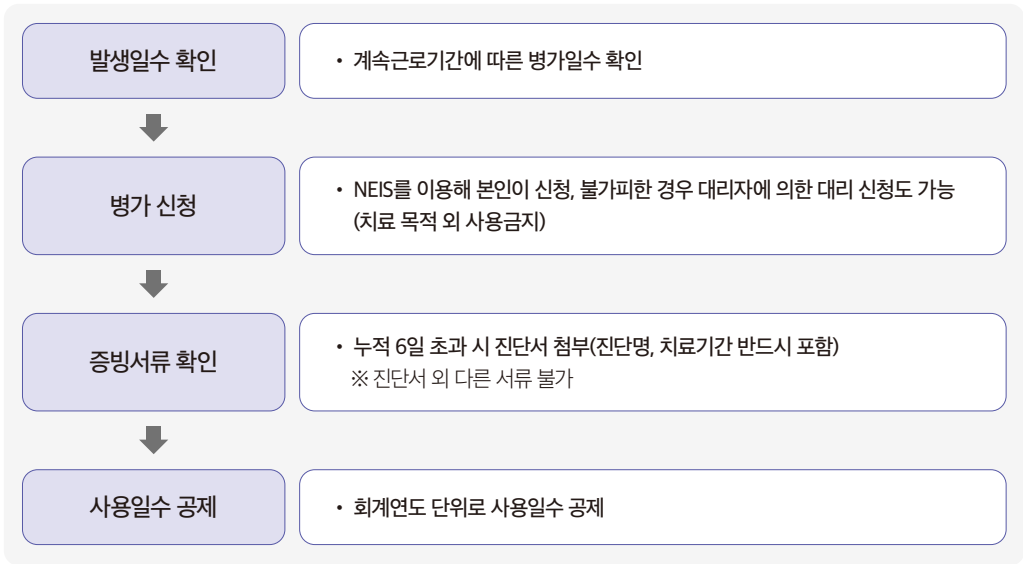 발생일수 확인
• 계속근로기간에 따른 병가일수 확인
병가 신청
• NEIS를 이용해 본인이 신청, 불가피한 경우 대리자에 의한 대리 신청도 가능
(치료 목적 외 사용금지)
증빙서류 확인
• 누적 6일 초과 시 진단서 첨부(진단명, 치료기간 반드시 포함)
※ 진단서 외 다른 서류 불가
사용일수 공제
• 회계연도 단위로 사용일수 공제